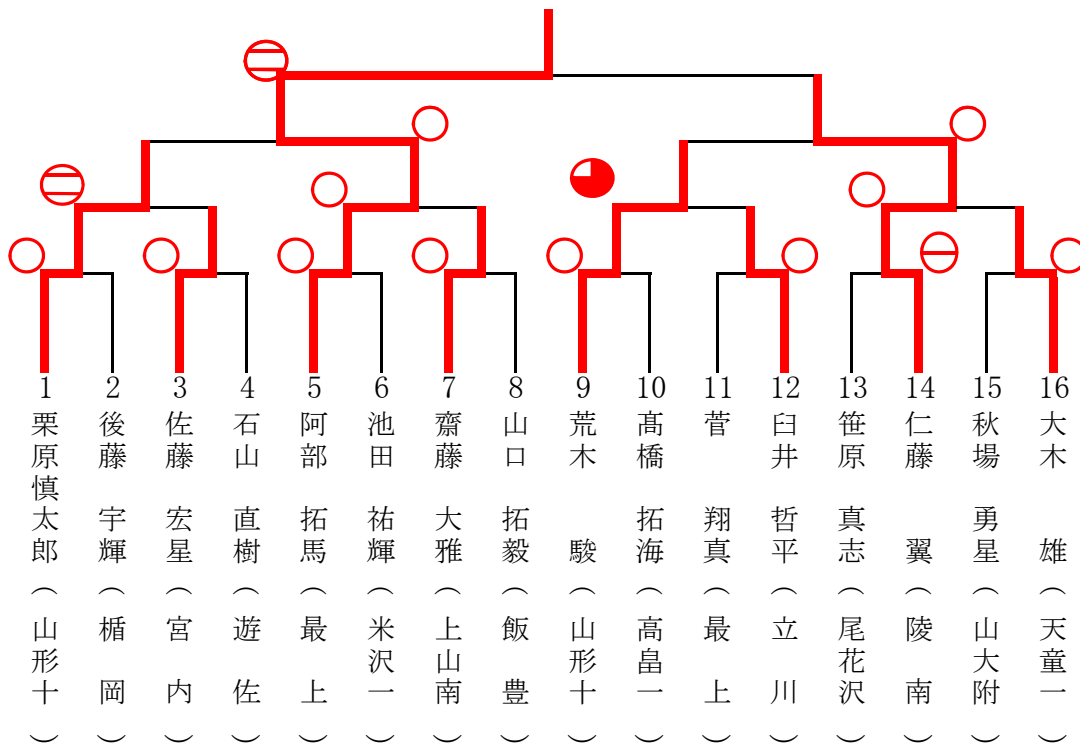 1 栗原慎太郎（山形十）
2 後藤 宇輝（楯岡）
3 佐藤 宏星（宮内）
4 石山 直樹（遊佐）
5 阿部 拓馬（最上）
6 池田 祐輝（米沢一）
7 齋藤 大雅（上山南）
8 山口 拓毅（飯豊）
9 荒木 駿（山形十）
10 髙橋 拓海（高畠一）
11 菅 翔真（最上）
12 臼井 哲平（立川）
13 笹原 真志（尾花沢）
14 仁藤 翼（陵南）
15 秋場 勇星（山大附）
16 大木 雄（天童一）